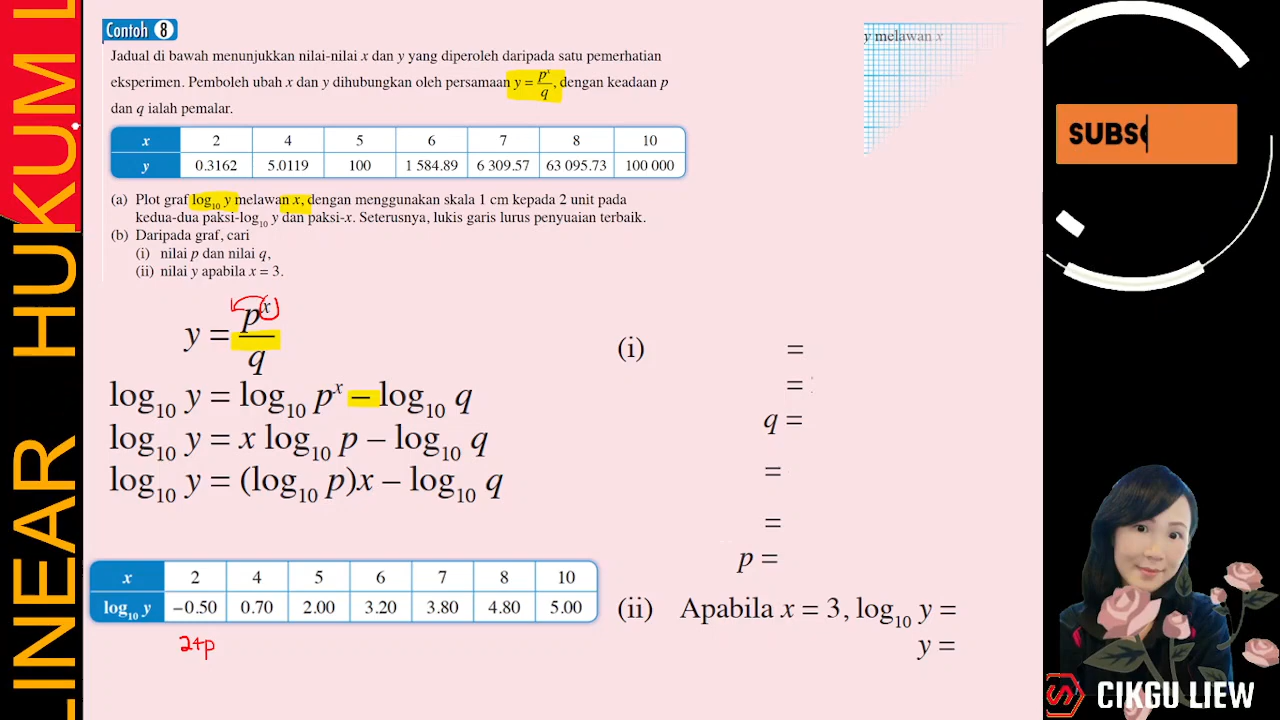 LINEAR HUKUM L
Contoh 8
Jadual di bawah menunjukkan nilai-nilai x dan y yang diperoleh daripada satu pemerhatian
eksperimen. Pemboleh ubah x dan y dihubungkan oleh persamaan y = p^x/q, dengan keadaan p
dan q ialah pemalar.
x 2 4 5 6 7 8 10
y 0.3162 5.0119 100 1 584.89 6 309.57 63 095.73 100 000
(a) Plot graf log₁₀ y melawan x, dengan menggunakan skala 1 cm kepada 2 unit pada
kedua-dua paksi-log₁₀ y dan paksi-x. Seterusnya, lukis garis lurus penyuaian terbaik.
(b) Daripada graf, cari
(i) nilai p dan nilai q,
(ii) nilai y apabila x = 3.
y = p^x/q
log₁₀ y = log₁₀ p^x – log₁₀ q
log₁₀ y = x log₁₀ p – log₁₀ q
log₁₀ y = (log₁₀ p)x – log₁₀ q
x 2 4 5 6 7 8 10
log₁₀ y −0.50 0.70 2.00 3.20 3.80 4.80 5.00
2tp
y melawan x
(i) =
=
q =
=
=
p =
(ii) Apabila x = 3, log₁₀ y =
y =
SUBS
CIKGU LIEW